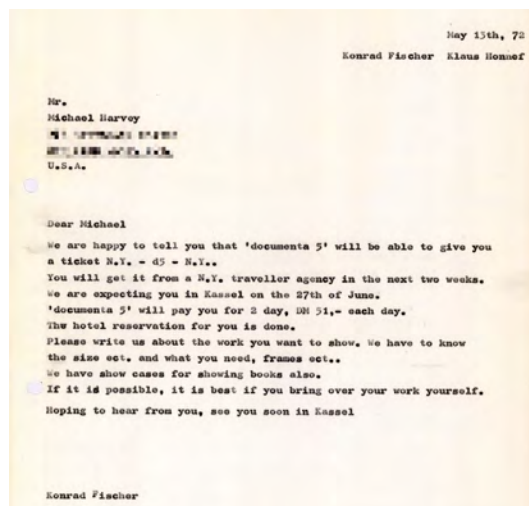 May 15th, 72
Konrad Fischer Klaus Honnef
Mr.
Michael Harvey
U.S.A.
Dear Michael
We are happy to tell you that 'documenta 5' will be able to give you
a ticket N.Y. - d5 - N.Y..
You will get it from a N.Y. traveller agency in the next two weeks.
We are expecting you in Kassel on the 27th of June.
'documenta 5' will pay you for 2 day, DM 51,- each day.
The hotel reservation for you is done.
Please write us about the work you want to show. We have to know
the size ect. and what you need, frames ect..
We have show cases for showing books also.
If it is possible, it is best if you bring over your work yourself.
Hoping to hear from you, see you soon in Kassel
Konrad Fischer